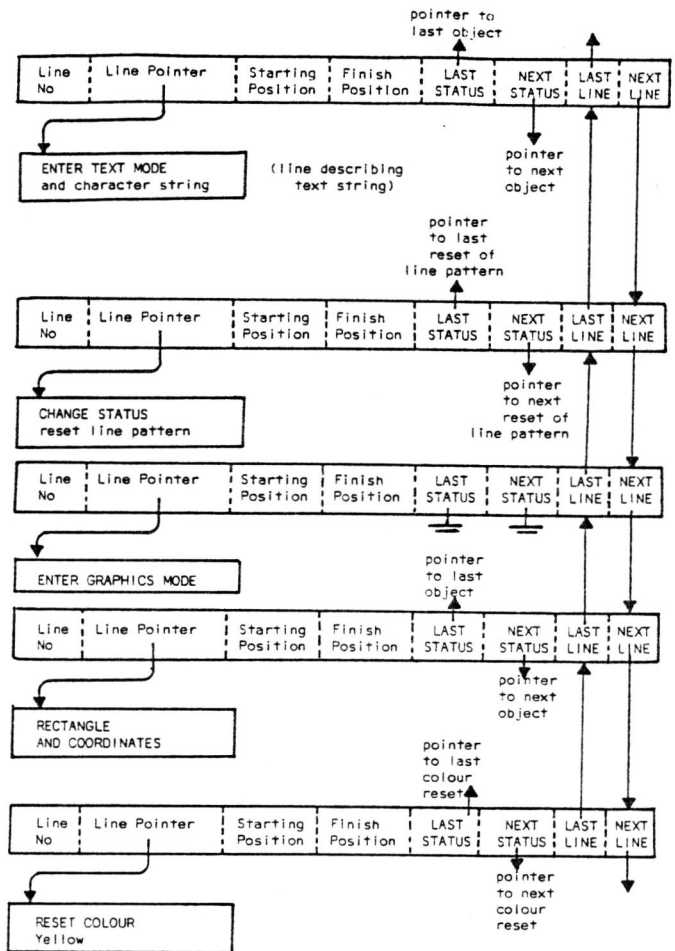 pointer to
last object
Line No
Line Pointer
Starting Position
Finish Position
LAST STATUS
NEXT STATUS
LAST LINE
NEXT LINE
ENTER TEXT MODE
and character string
(line describing
text string)
pointer
to next
object
pointer
to last
reset of
line pattern
Line No
Line Pointer
Starting Position
Finish Position
LAST STATUS
NEXT STATUS
LAST LINE
NEXT LINE
CHANGE STATUS
reset line pattern
pointer
to next
reset of
line pattern
Line No
Line Pointer
Starting Position
Finish Position
LAST STATUS
NEXT STATUS
LAST LINE
NEXT LINE
ENTER GRAPHICS MODE
pointer
to last
object
Line No
Line Pointer
Starting Position
Finish Position
LAST STATUS
NEXT STATUS
LAST LINE
NEXT LINE
RECTANGLE
AND COORDINATES
pointer
to next
object
pointer
to last
colour
reset
Line No
Line Pointer
Starting Position
Finish Position
LAST STATUS
NEXT STATUS
LAST LINE
NEXT LINE
RESET COLOUR
Yellow
pointer
to next
colour
reset